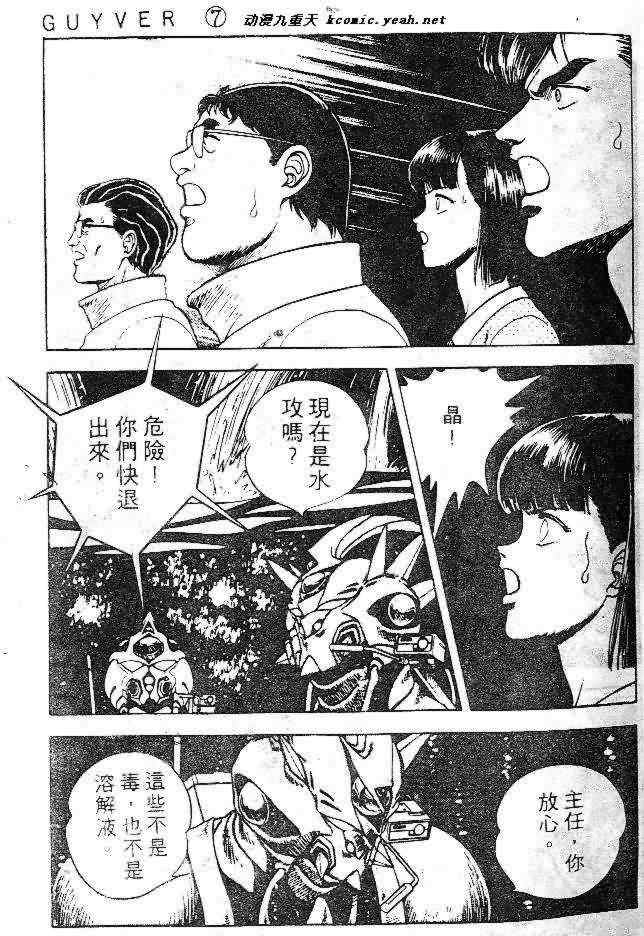 GUYVER ⑦ 动漫九重天 kcomic.yeah.net
晶！
現在是水
攻嗎？
危險！
你們快退
出來。
主任，你
放心。
這些不是
毒，也不是
溶解液。